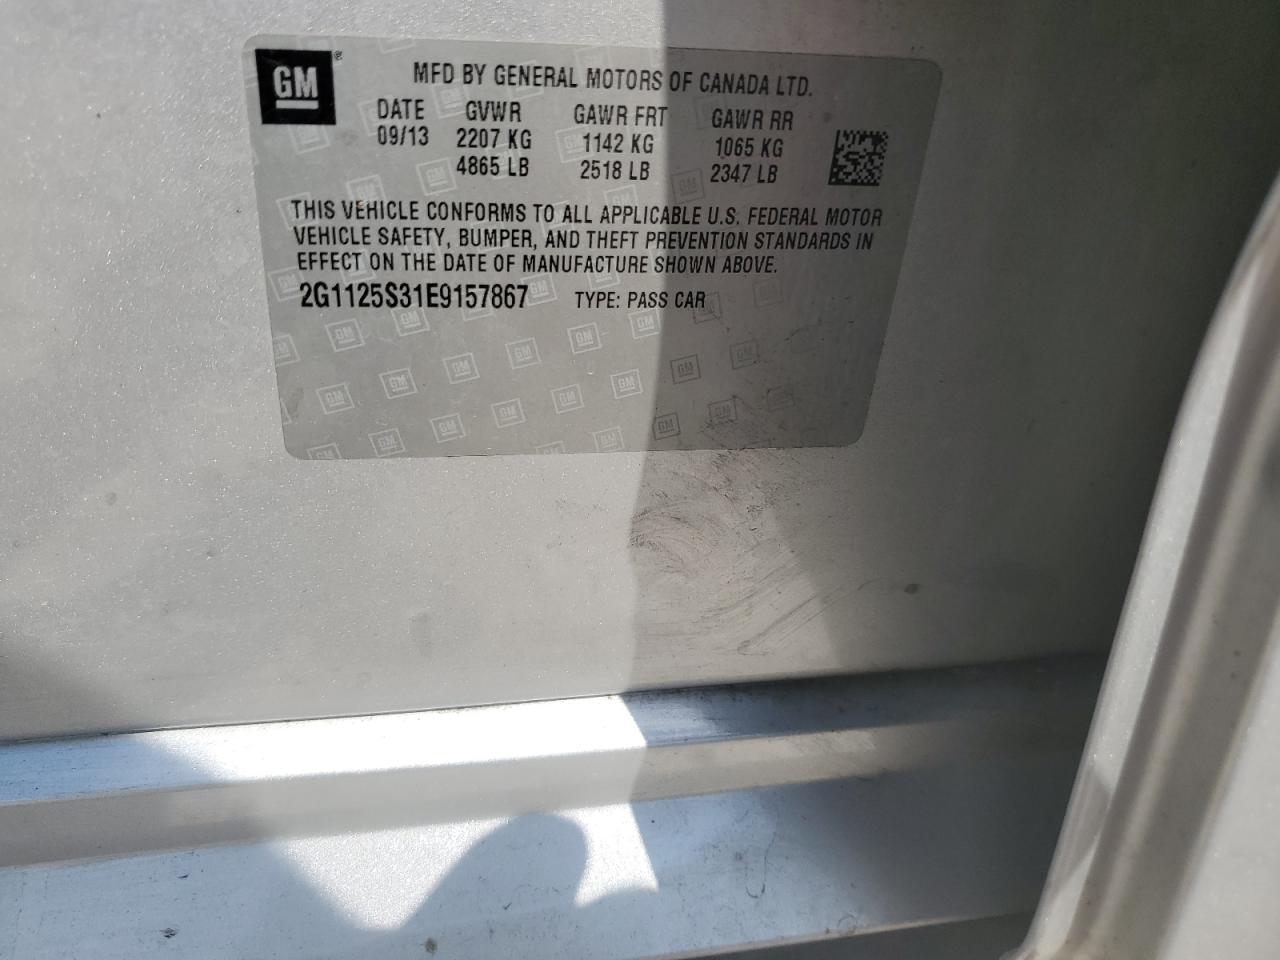 GM®
MFD BY GENERAL MOTORS OF CANADA LTD.
DATE GVWR GAWR FRT GAWR RR
09/13 2207 KG 1142 KG 1065 KG
4865 LB 2518 LB 2347 LB
THIS VEHICLE CONFORMS TO ALL APPLICABLE U.S. FEDERAL MOTOR
VEHICLE SAFETY, BUMPER, AND THEFT PREVENTION STANDARDS IN
EFFECT ON THE DATE OF MANUFACTURE SHOWN ABOVE.
2G1125S31E9157867 TYPE: PASS CAR